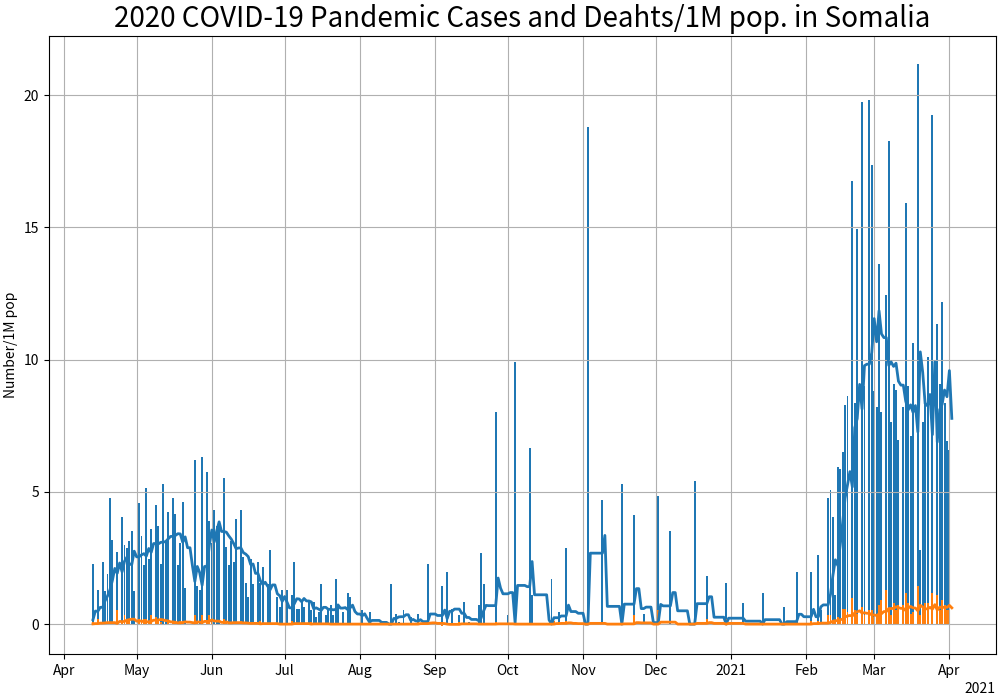 2020 COVID-19 Pandemic Cases and Deahts/1M pop. in Somalia
Number/1M pop
20
15
10
5
0
Apr May Jun Jul Aug Sep Oct Nov Dec 2021 Feb Mar Apr
2021